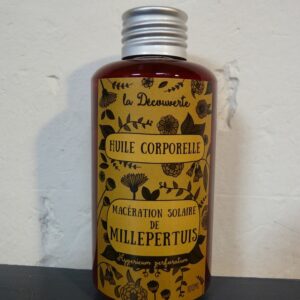 la Découverte
HUILE CORPORELLE
MACÉRATION SOLAIRE
DE
MILLEPERTUIS
Hypericum perforatum